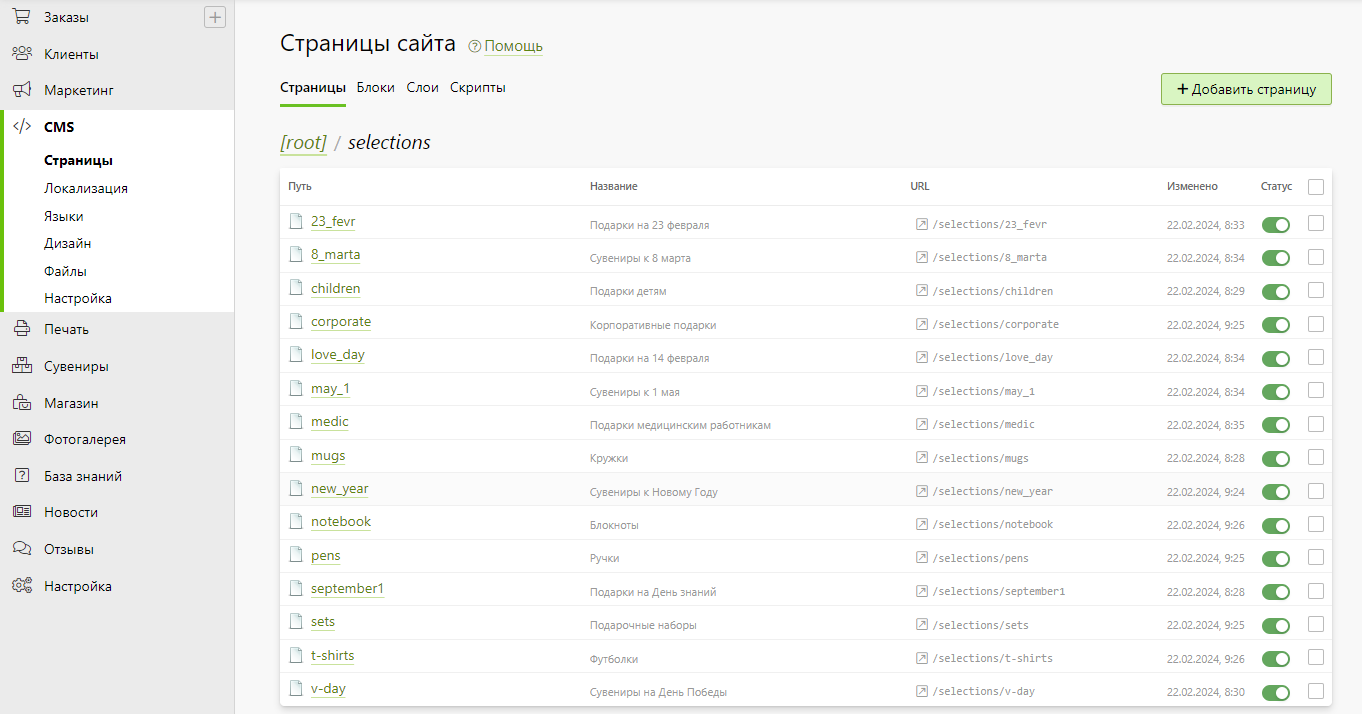 Заказы
Клиенты
Маркетинг
CMS
Страницы
Локализация
Языки
Дизайн
Файлы
Настройка
Печать
Сувениры
Магазин
Фотогалерея
База знаний
Новости
Отзывы
Настройка
Страницы сайта ? Помощь
Страницы Блоки Слои Скрипты
+ Добавить страницу
[root] / selections
Путь Название URL Изменено Статус
23_fevr Подарки на 23 февраля /selections/23_fevr 22.02.2024, 8:33
8_marta Сувениры к 8 марта /selections/8_marta 22.02.2024, 8:34
children Подарки детям /selections/children 22.02.2024, 8:29
corporate Корпоративные подарки /selections/corporate 22.02.2024, 9:25
love_day Подарки на 14 февраля /selections/love_day 22.02.2024, 8:34
may_1 Сувениры к 1 мая /selections/may_1 22.02.2024, 8:34
medic Подарки медицинским работникам /selections/medic 22.02.2024, 8:35
mugs Кружки /selections/mugs 22.02.2024, 8:28
new_year Сувениры к Новому Году /selections/new_year 22.02.2024, 9:24
notebook Блокноты /selections/notebook 22.02.2024, 9:26
pens Ручки /selections/pens 22.02.2024, 9:25
september1 Подарки на День знаний /selections/september1 22.02.2024, 8:28
sets Подарочные наборы /selections/sets 22.02.2024, 9:25
t-shirts Футболки /selections/t-shirts 22.02.2024, 9:26
v-day Сувениры на День Победы /selections/v-day 22.02.2024, 8:30